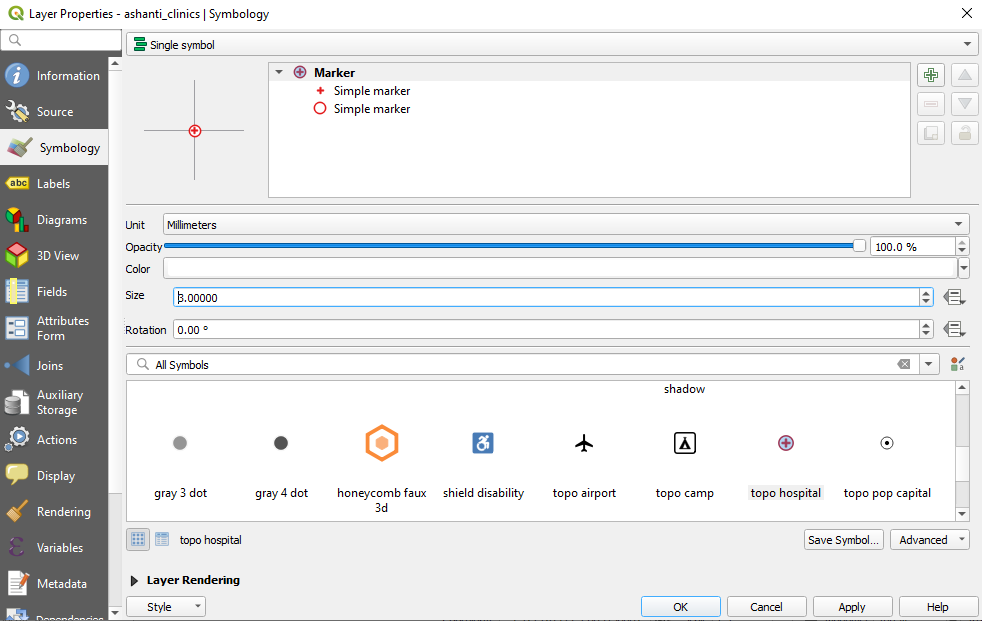 Layer Properties - ashanti_clinics | Symbology
Single symbol
Information
Source
Symbology
abc Labels
Diagrams
3D View
Fields
Attributes
Form
Joins
Auxiliary
Storage
Actions
Display
Rendering
Variables
Metadata
Dependencies
Marker
Simple marker
Simple marker
Unit Millimeters
Opacity 100.0 %
Color
Size 3.00000
Rotation 0.00 °
All Symbols
shadow
gray 3 dot
gray 4 dot
honeycomb faux
3d
shield disability
topo airport
topo camp
topo hospital
topo pop capital
topo hospital
Save Symbol...
Advanced
Layer Rendering
Style
OK
Cancel
Apply
Help